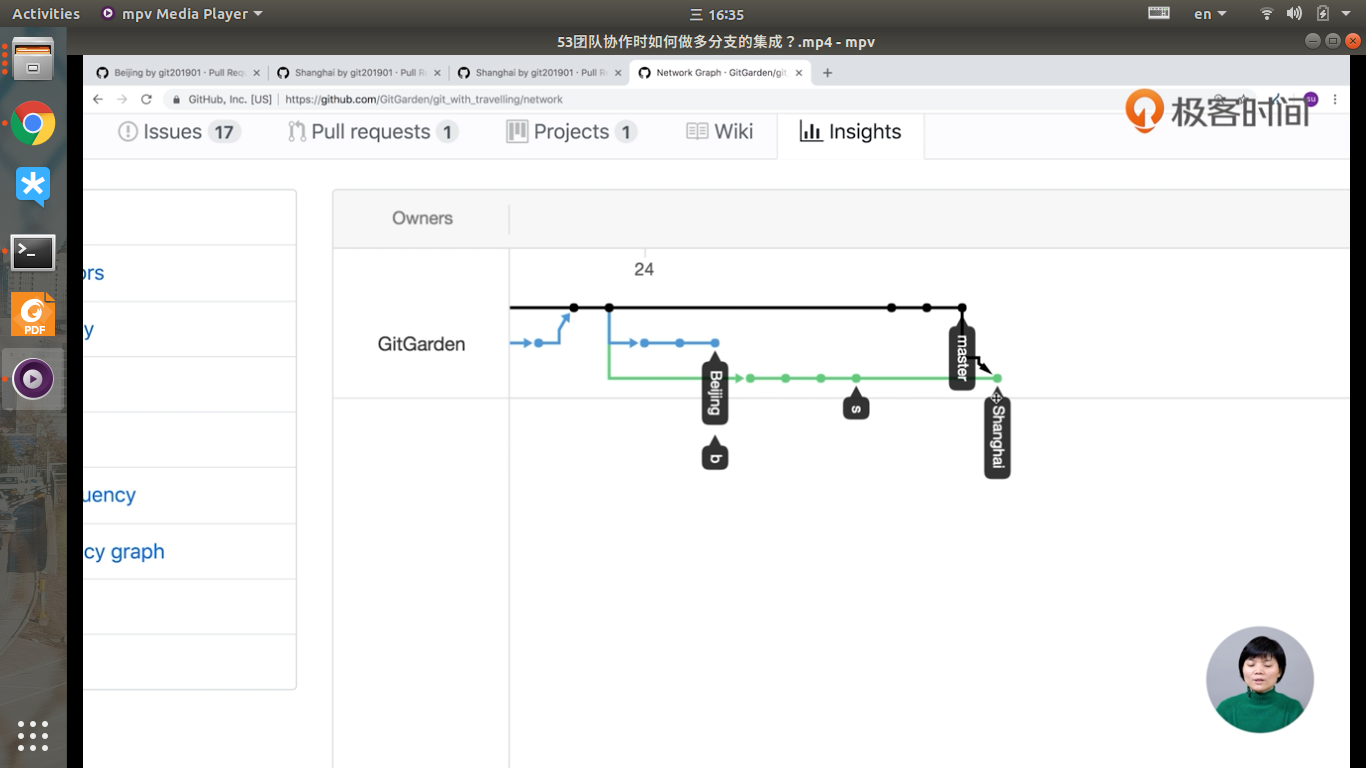 Activities
mpv Media Player
三 16:35
en
53团队协作时如何做多分支的集成？.mp4 - mpv
Beijing by git201901 · Pull Req
Shanghai by git201901 · Pull R
Shanghai by git201901 · Pull R
Network Graph · GitGarden/git
GitHub, Inc. [US]
https://github.com/GitGarden/git_with_travelling/network
su
极客时间
Issues 17
Pull requests 1
Projects 1
Wiki
Insights
Owners
24
ors
y
GitGarden
master
Beijing
s
Shanghai
b
uency
cy graph
PDF